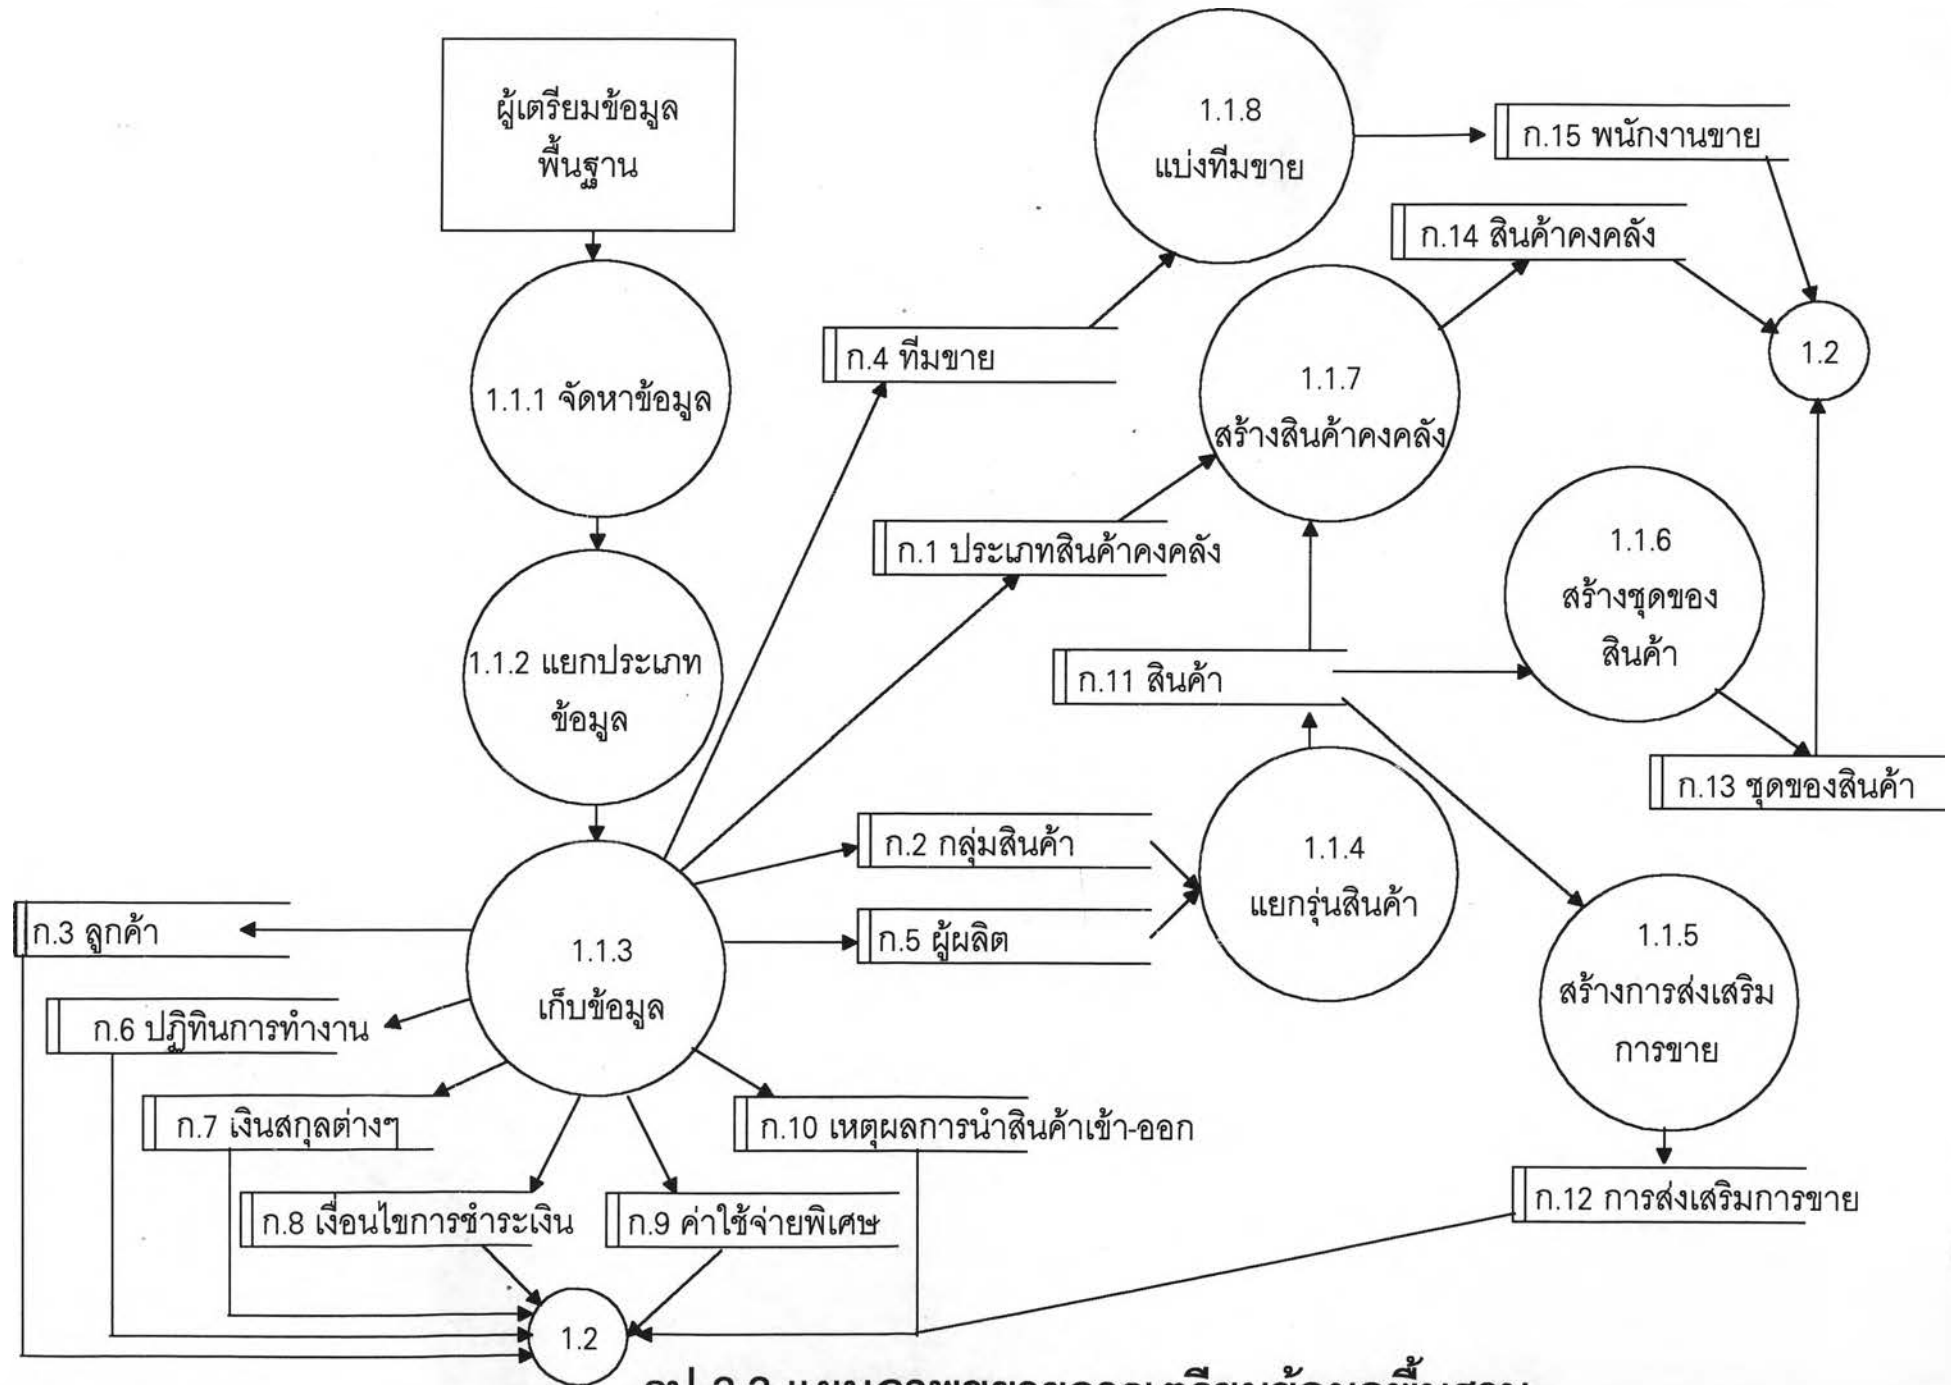 ผู้เตรียมข้อมูล
พื้นฐาน
1.1.1 จัดหาข้อมูล
1.1.2 แยกประเภท
ข้อมูล
1.1.3
เก็บข้อมูล
1.1.8
แบ่งทีมขาย
ก.15 พนักงานขาย
ก.14 สินค้าคงคลัง
1.2
ก.4 ทีมขาย
1.1.7
สร้างสินค้าคงคลัง
ก.1 ประเภทสินค้าคงคลัง
1.1.6
สร้างชุดของ
สินค้า
ก.11 สินค้า
ก.13 ชุดของสินค้า
ก.2 กลุ่มสินค้า
1.1.4
แยกรุ่นสินค้า
ก.5 ผู้ผลิต
1.1.5
สร้างการส่งเสริม
การขาย
ก.3 ลูกค้า
ก.6 ปฏิทินการทำงาน
ก.7 เงินสกุลต่างๆ
ก.10 เหตุผลการนำสินค้าเข้า-ออก
ก.8 เงื่อนไขการชำระเงิน
ก.9 ค่าใช้จ่ายพิเศษ
ก.12 การส่งเสริมการขาย
1.2